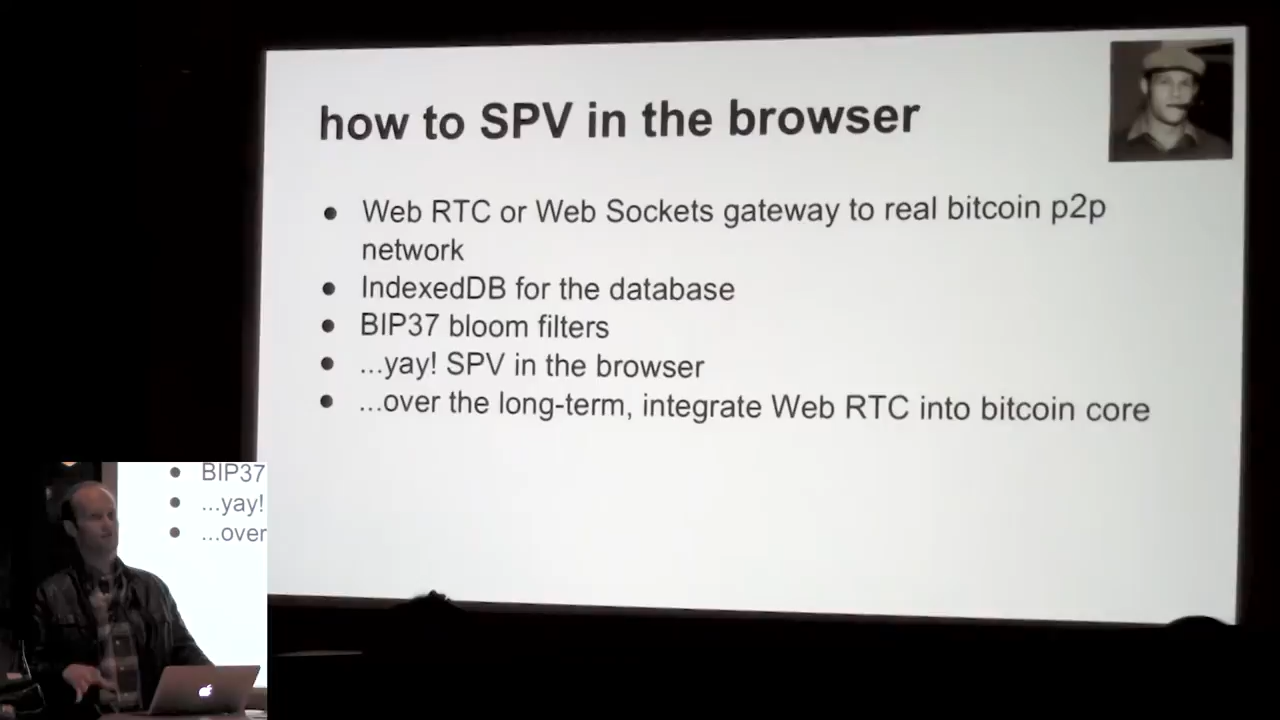 how to SPV in the browser
● Web RTC or Web Sockets gateway to real bitcoin p2p
network
● IndexedDB for the database
● BIP37 bloom filters
● ...yay! SPV in the browser
● ...over the long-term, integrate Web RTC into bitcoin core
● BIP37
● ...yay!
● ...over